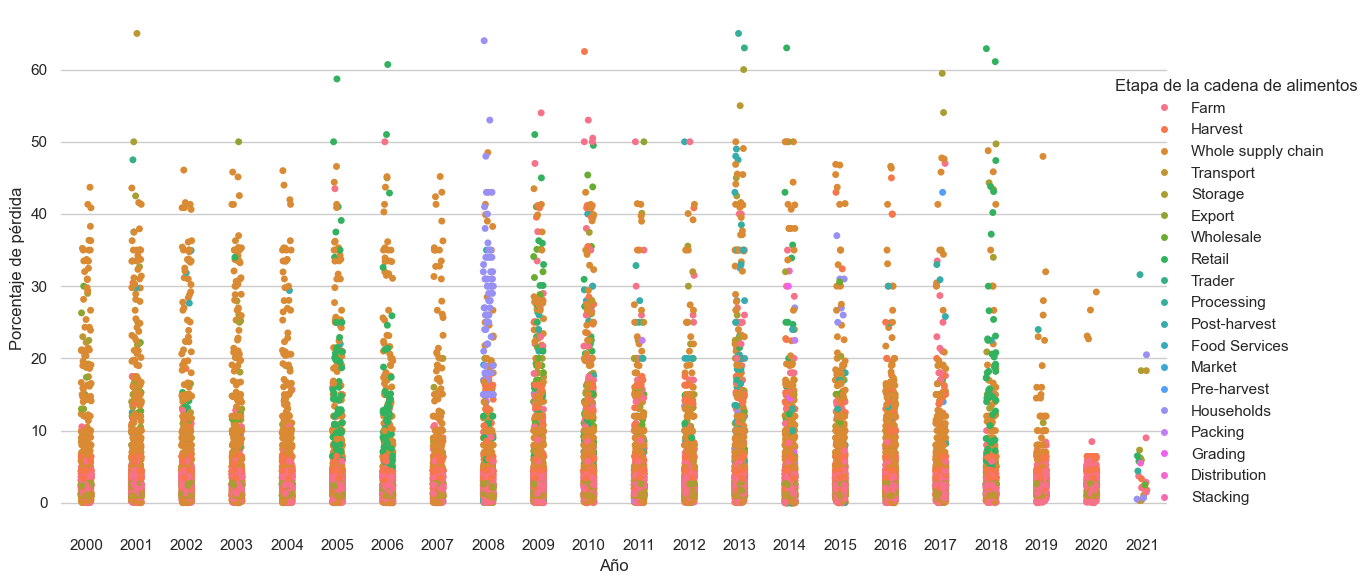 60
50
40
30
20
10
0
Porcentaje de pérdida
2000 2001 2002 2003 2004 2005 2006 2007 2008 2009 2010 2011 2012 2013 2014 2015 2016 2017 2018 2019 2020 2021
Año
Etapa de la cadena de alimentos
Farm
Harvest
Whole supply chain
Transport
Storage
Export
Wholesale
Retail
Trader
Processing
Post-harvest
Food Services
Market
Pre-harvest
Households
Packing
Grading
Distribution
Stacking